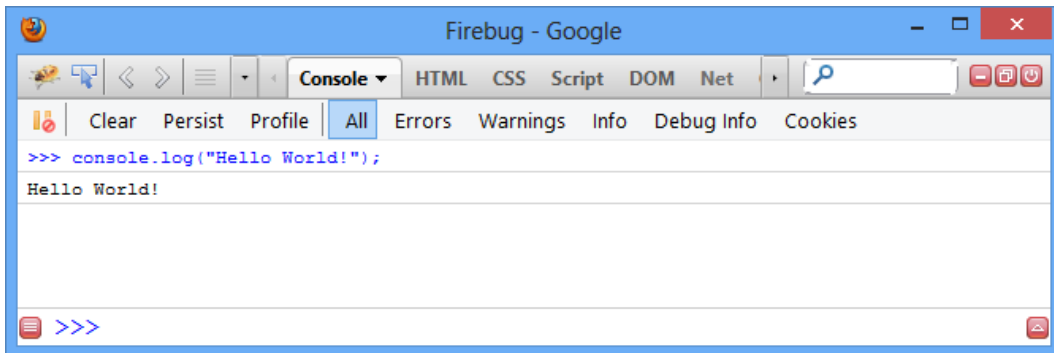 Firebug - Google
Console HTML CSS Script DOM Net
Clear Persist Profile All Errors Warnings Info Debug Info Cookies
>>> console.log("Hello World!");
Hello World!
>>>